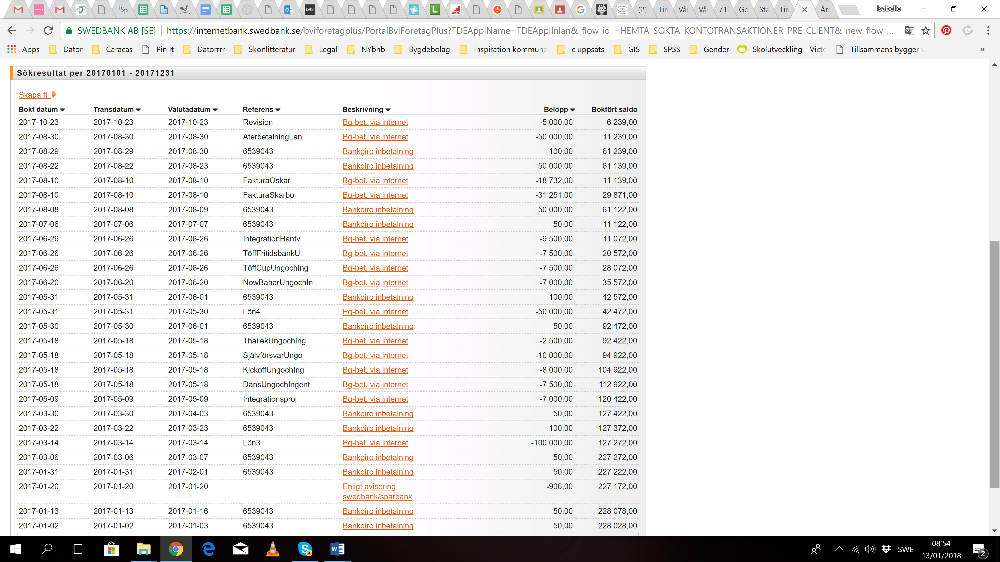 svt
L
CSN
(2)
Tin
Vår
Vår
Go
Sta
Tin
Års
Isabelle
SWEDBANK AB [SE]
https://internetbank.swedbank.se/bviforetagplus/PortalBvIForetagPlus?TDEApplName=TDEApplInlan&_flow_id_=HEMTA_SOKTA_KONTOTRANSAKTIONER_PRE_CLIENT&_new_flow_...
Apps Dator Caracas Pin It Datorrrr Skönlitteratur Legal NYbnb Bygdebolag Inspiration kommune c uppsats GIS SPSS Gender Skolutveckling - Victo Tillsammans bygger v »
Sökresultat per 20170101 - 20171231
Skapa fil
Bokf datum Transdatum Valutadatum Referens Beskrivning Belopp Bokfört saldo
2017-10-23 2017-10-23 2017-10-23 Revision Bg-bet. via internet -5 000,00 6 239,00
2017-08-30 2017-08-30 2017-08-30 ÅterbetalningLån Bg-bet. via internet -50 000,00 11 239,00
2017-08-29 2017-08-29 2017-08-30 6539043 Bankgiro inbetalning 100,00 61 239,00
2017-08-22 2017-08-22 2017-08-23 6539043 Bankgiro inbetalning 50 000,00 61 139,00
2017-08-10 2017-08-10 2017-08-10 FakturaOskar Bg-bet. via internet -18 732,00 11 139,00
2017-08-10 2017-08-10 2017-08-10 FakturaSkarbo Bg-bet. via internet -31 251,00 29 871,00
2017-08-08 2017-08-08 2017-08-09 6539043 Bankgiro inbetalning 50 000,00 61 122,00
2017-07-06 2017-07-06 2017-07-07 6539043 Bankgiro inbetalning 50,00 11 122,00
2017-06-26 2017-06-26 2017-06-26 IntegrationHantv Bg-bet. via internet -9 500,00 11 072,00
2017-06-26 2017-06-26 2017-06-26 TöffFritidsbankU Bg-bet. via internet -7 500,00 20 572,00
2017-06-26 2017-06-26 2017-06-26 TöffCupUngochIng Bg-bet. via internet -7 500,00 28 072,00
2017-06-20 2017-06-20 2017-06-20 NowBaharUngochIn Bg-bet. via internet -7 000,00 35 572,00
2017-05-31 2017-05-31 2017-06-01 6539043 Bankgiro inbetalning 100,00 42 572,00
2017-05-31 2017-05-31 2017-05-30 Lön4 Pg-bet. via internet -50 000,00 42 472,00
2017-05-30 2017-05-30 2017-06-01 6539043 Bankgiro inbetalning 50,00 92 472,00
2017-05-18 2017-05-18 2017-05-18 ThailekUngochIng Bg-bet. via internet -2 500,00 92 422,00
2017-05-18 2017-05-18 2017-05-18 SjälvförsvarUngo Bg-bet. via internet -10 000,00 94 922,00
2017-05-18 2017-05-18 2017-05-18 KickoffUngochIng Bg-bet. via internet -8 000,00 104 922,00
2017-05-18 2017-05-18 2017-05-18 DansUngochIngent Bg-bet. via internet -7 500,00 112 922,00
2017-05-09 2017-05-09 2017-05-09 Integrationsproj Bg-bet. via internet -7 000,00 120 422,00
2017-03-30 2017-03-30 2017-04-03 6539043 Bankgiro inbetalning 50,00 127 422,00
2017-03-22 2017-03-22 2017-03-23 6539043 Bankgiro inbetalning 100,00 127 372,00
2017-03-14 2017-03-14 2017-03-14 Lön3 Pg-bet. via internet -100 000,00 127 272,00
2017-03-06 2017-03-06 2017-03-07 6539043 Bankgiro inbetalning 50,00 227 272,00
2017-01-31 2017-01-31 2017-02-01 6539043 Bankgiro inbetalning 50,00 227 222,00
2017-01-20 2017-01-20 2017-01-20 Enligt avisering -906,00 227 172,00
swedbank/sparbank
2017-01-13 2017-01-13 2017-01-16 6539043 Bankgiro inbetalning 50,00 228 078,00
2017-01-02 2017-01-02 2017-01-03 6539043 Bankgiro inbetalning 50,00 228 028,00
SWE
08:54
13/01/2018
2